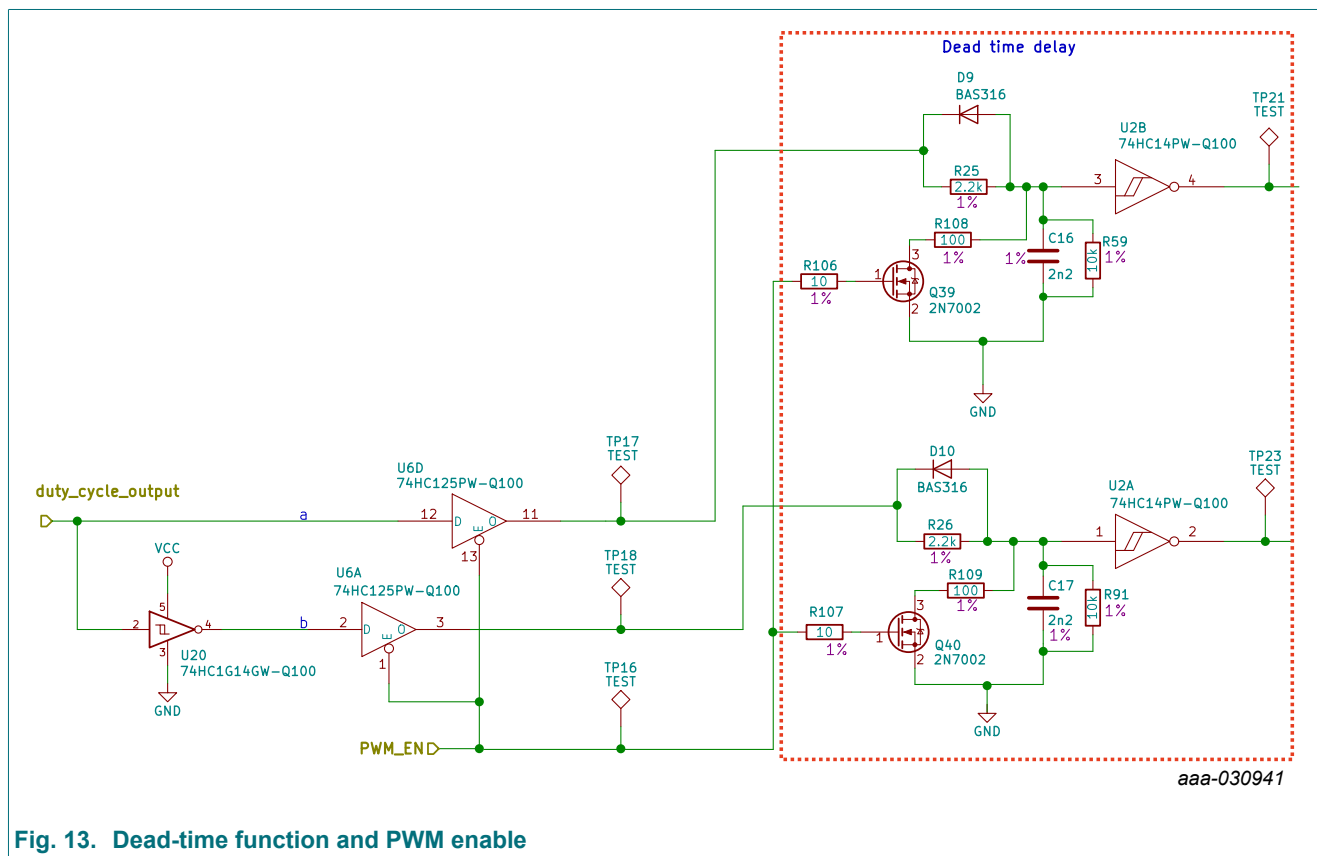 Dead time delay
D9
BAS316
TP21
TEST
U2B
74HC14PW-Q100
R25
2.2k
1%
3
4
R108
100
1%
C16
1%
2n2
R59
10k
1%
R106
10
1%
3
1
2
Q39
2N7002
GND
D10
BAS316
TP23
TEST
U2A
74HC14PW-Q100
R26
2.2k
1%
1
2
R109
100
1%
C17
2n2
1%
R91
10k
1%
R107
10
1%
3
1
2
Q40
2N7002
GND
TP17
TEST
U6D
74HC125PW-Q100
duty_cycle_output
a
12
D
O
E
11
13
VCC
TP18
TEST
U6A
74HC125PW-Q100
5
2
4
3
b
2
D
O
E
3
1
U20
74HC1G14GW-Q100
GND
TP16
TEST
PWM_EN
aaa-030941
Fig. 13. Dead-time function and PWM enable